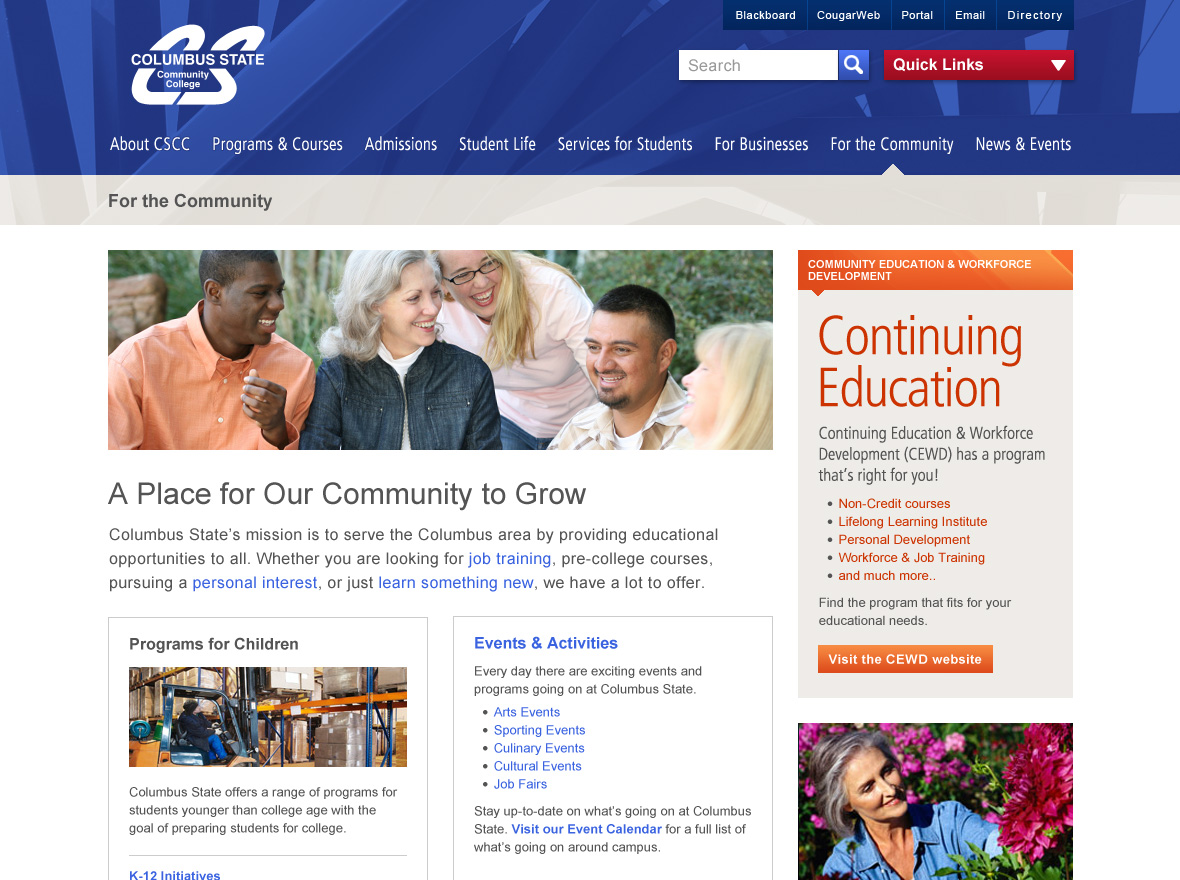 Blackboard CougarWeb Portal Email Directory
COLUMBUS STATE
Community
College
Search
Quick Links
About CSCC Programs & Courses Admissions Student Life Services for Students For Businesses For the Community News & Events
For the Community
A Place for Our Community to Grow
Columbus State’s mission is to serve the Columbus area by providing educational
opportunities to all. Whether you are looking for job training, pre-college courses,
pursuing a personal interest, or just learn something new, we have a lot to offer.
Programs for Children
Columbus State offers a range of programs for
students younger than college age with the
goal of preparing students for college.
K-12 Initiatives
Events & Activities
Every day there are exciting events and
programs going on at Columbus State.
• Arts Events
• Sporting Events
• Culinary Events
• Cultural Events
• Job Fairs
Stay up-to-date on what’s going on at Columbus
State. Visit our Event Calendar for a full list of
what’s going on around campus.
COMMUNITY EDUCATION & WORKFORCE
DEVELOPMENT
Continuing
Education
Continuing Education & Workforce
Development (CEWD) has a program
that’s right for you!
• Non-Credit courses
• Lifelong Learning Institute
• Personal Development
• Workforce & Job Training
• and much more..
Find the program that fits for your
educational needs.
Visit the CEWD website